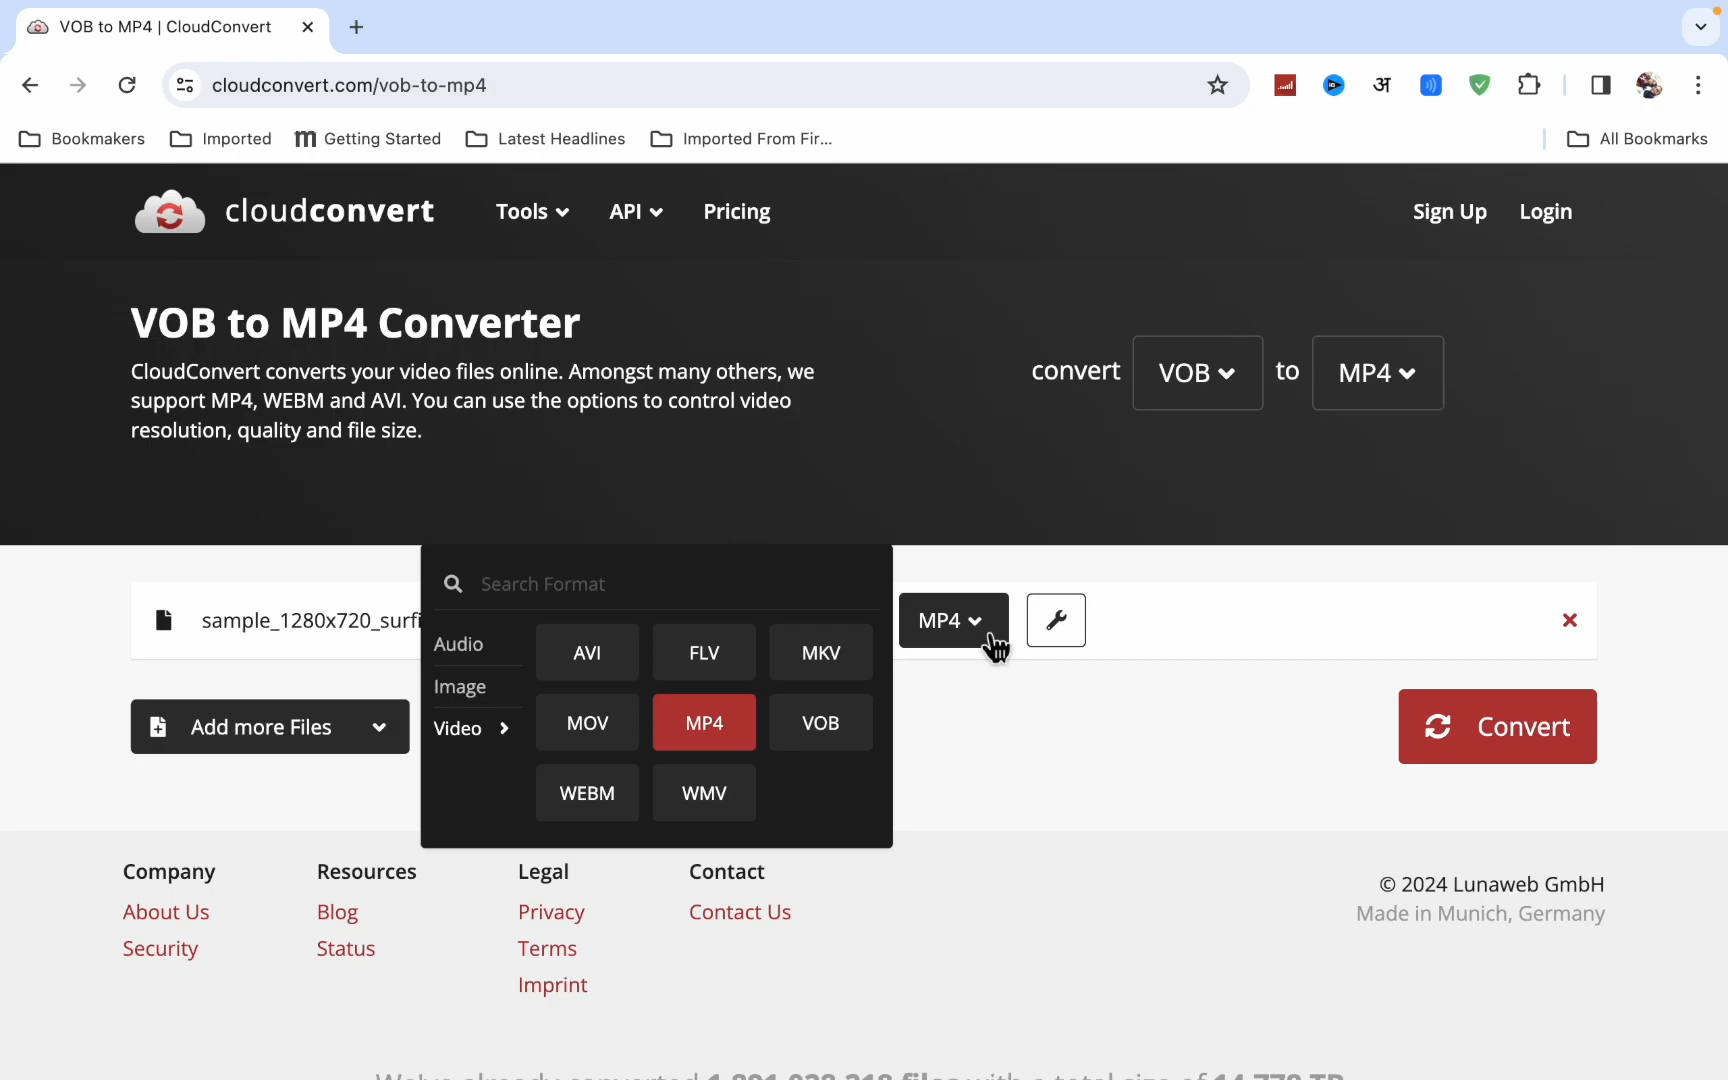 VOB to MP4 | CloudConvert
cloudconvert.com/vob-to-mp4
अ
Bookmarkers
Imported
Getting Started
Latest Headlines
Imported From Fir...
All Bookmarks
cloudconvert
Tools
API
Pricing
Sign Up
Login
VOB to MP4 Converter
CloudConvert converts your video files online. Amongst many others, we
support MP4, WEBM and AVI. You can use the options to control video
resolution, quality and file size.
convert VOB to MP4
Search Format
sample_1280x720_surfi
Audio
Image
Video
AVI FLV MKV
MOV MP4 VOB
WEBM WMV
MP4
Add more Files
Convert
Company
About Us
Security
Resources
Blog
Status
Legal
Privacy
Terms
Imprint
Contact
Contact Us
© 2024 Lunaweb GmbH
Made in Munich, Germany